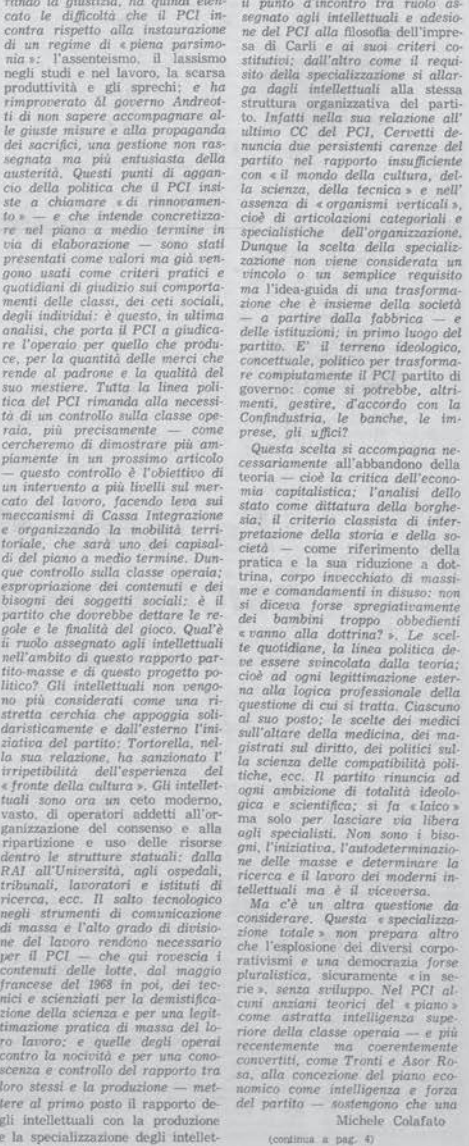 cato le difficoltà che il PCI in-
contra rispetto alla instaurazione
di un regime di « piena parsimo-
nia »: l'assenteismo, il lassismo
negli studi e nel lavoro, la scarsa
produttività e gli sprechi; e ha
rimproverato al governo Andreot-
ti di non sapere accompagnare al-
le giuste misure e alla propaganda
dei sacrifici, una gestione non ras-
segnata ma più entusiasta della
austerità. Questi punti di aggan-
cio della politica che il PCI insi-
ste a chiamare « di rinnovamen-
to » — e che intende concretizza-
re nel piano a medio termine in
via di elaborazione — sono stati
presentati come valori ma già ven-
gono usati come criteri pratici e
quotidiani di giudizio sui comporta-
menti delle classi, dei ceti sociali,
degli individui: è questo, in ultima
analisi, che porta il PCI a giudica-
re l'operaio per quello che produ-
ce, per la quantità delle merci che
rende al padrone e la qualità del
suo mestiere. Tutta la linea poli-
tica del PCI rimanda alla necessi-
tà di un controllo sulla classe ope-
raia, più precisamente — come
cercheremo di dimostrare più am-
piamente in un prossimo articolo
— questo controllo è l'obiettivo di
un intervento a più livelli sul mer-
cato del lavoro, facendo leva sui
meccanismi di Cassa Integrazione
e organizzando la mobilità terri-
toriale, che sarà uno dei capisal-
di del piano a medio termine. Dun-
que controllo sulla classe operaia;
espropriazione dei contenuti e dei
bisogni dei soggetti sociali: è il
partito che dovrebbe dettare le re-
gole e le finalità del gioco. Qual'è
il ruolo assegnato agli intellettuali
nell'ambito di questo rapporto par-
tito-masse e di questo progetto po-
litico? Gli intellettuali non vengo-
no più considerati come una ri-
stretta cerchia che appoggia soli-
daristicamente e dall'esterno l'ini-
ziativa del partito: Tortorella, nel-
la sua relazione, ha sanzionato l'
irripetibilità dell'esperienza del
« fronte della cultura ». Gli intellet-
tuali sono ora un ceto moderno,
vasto, di operatori addetti all'or-
ganizzazione del consenso e alla
ripartizione e uso delle risorse
dentro le strutture statuali: dalla
RAI all'Università, agli ospedali,
tribunali, lavoratori e istituti di
ricerca, ecc. Il salto tecnologico
negli strumenti di comunicazione
di massa e l'alto grado di divisio-
ne del lavoro rendono necessario
per il PCI — che qui rovescia i
contenuti delle lotte, dal maggio
francese del 1968 in poi, dei tec-
nici e scienziati per la demistifica-
zione della scienza e per una legit-
timazione pratica di massa del lo-
ro lavoro; e quelle degli operai
contro la nocività e per una cono-
scenza e controllo del rapporto tra
loro stessi e la produzione — met-
tere al primo posto il rapporto de-
gli intellettuali con la produzione
e la specializzazione degli intellet-
il punto d'incontro tra ruolo as-
segnato agli intellettuali e adesio-
ne del PCI alla filosofia dell'impre-
sa di Carli e ai suoi criteri co-
stitutivi; dall'altro come il requi-
sito della specializzazione si allar-
ga dagli intellettuali alla stessa
struttura organizzativa del parti-
to. Infatti nella sua relazione all'
ultimo CC del PCI, Cervetti de-
nuncia due persistenti carenze del
partito nel rapporto insufficiente
con « il mondo della cultura, del-
la scienza, della tecnica » e nell'
assenza di « organismi verticali »,
cioè di articolazioni categoriali e
specialistiche dell'organizzazione.
Dunque la scelta della specializ-
zazione non viene considerata un
vincolo o un semplice requisito
ma l'idea-guida di una trasforma-
zione che è insieme della società
— a partire dalla fabbrica — e
delle istituzioni; in primo luogo del
partito. E' il terreno ideologico,
concettuale, politico per trasforma-
re compiutamente il PCI partito di
governo: come si potrebbe, altri-
menti, gestire, d'accordo con la
Confindustria, le banche, le im-
prese, gli uffici?
Questa scelta si accompagna ne-
cessariamente all'abbandono della
teoria — cioè la critica dell'econo-
mia capitalistica; l'analisi dello
stato come dittatura della borghe-
sia, il criterio classista di inter-
pretazione della storia e della so-
cietà — come riferimento della
pratica e la sua riduzione a dot-
trina, corpo invecchiato di massi-
me e comandamenti in disuso: non
si diceva forse spregiativamente
dei bambini troppo obbedienti
« vanno alla dottrina? ». Le scel-
te quotidiane, la linea politica de-
ve essere svincolata dalla teoria;
cioè ad ogni legittimazione ester-
na alla logica professionale della
questione di cui si tratta. Ciascuno
al suo posto; le scelte dei medici
sull'altare della medicina, dei ma-
gistrati sul diritto, dei politici sul-
la scienza delle compatibilità poli-
tiche, ecc. Il partito rinuncia ad
ogni ambizione di totalità ideolo-
gica e scientifica; si fa « laico »
ma solo per lasciare via libera
agli specialisti. Non sono i biso-
gni, l'iniziativa, l'autodeterminazio-
ne delle masse e determinare la
ricerca e il lavoro dei moderni in-
tellettuali ma è il viceversa.
Ma c'è un altra questione da
considerare. Questa « specializza-
zione totale » non prepara altro
che l'esplosione dei diversi corpo-
rativismi e una democrazia forse
pluralistica, sicuramente « in se-
rie », senza sviluppo. Nel PCI al-
cuni anziani teorici del « piano »
come astratta intelligenza supe-
riore della classe operaia — e più
recentemente ma coerentemente
convertiti, come Tronti e Asor Ro-
sa, alla concezione del piano eco-
nomico come intelligenza e forza
del partito — sostengono che una
Michele Colafato
(continua a pag. 4)